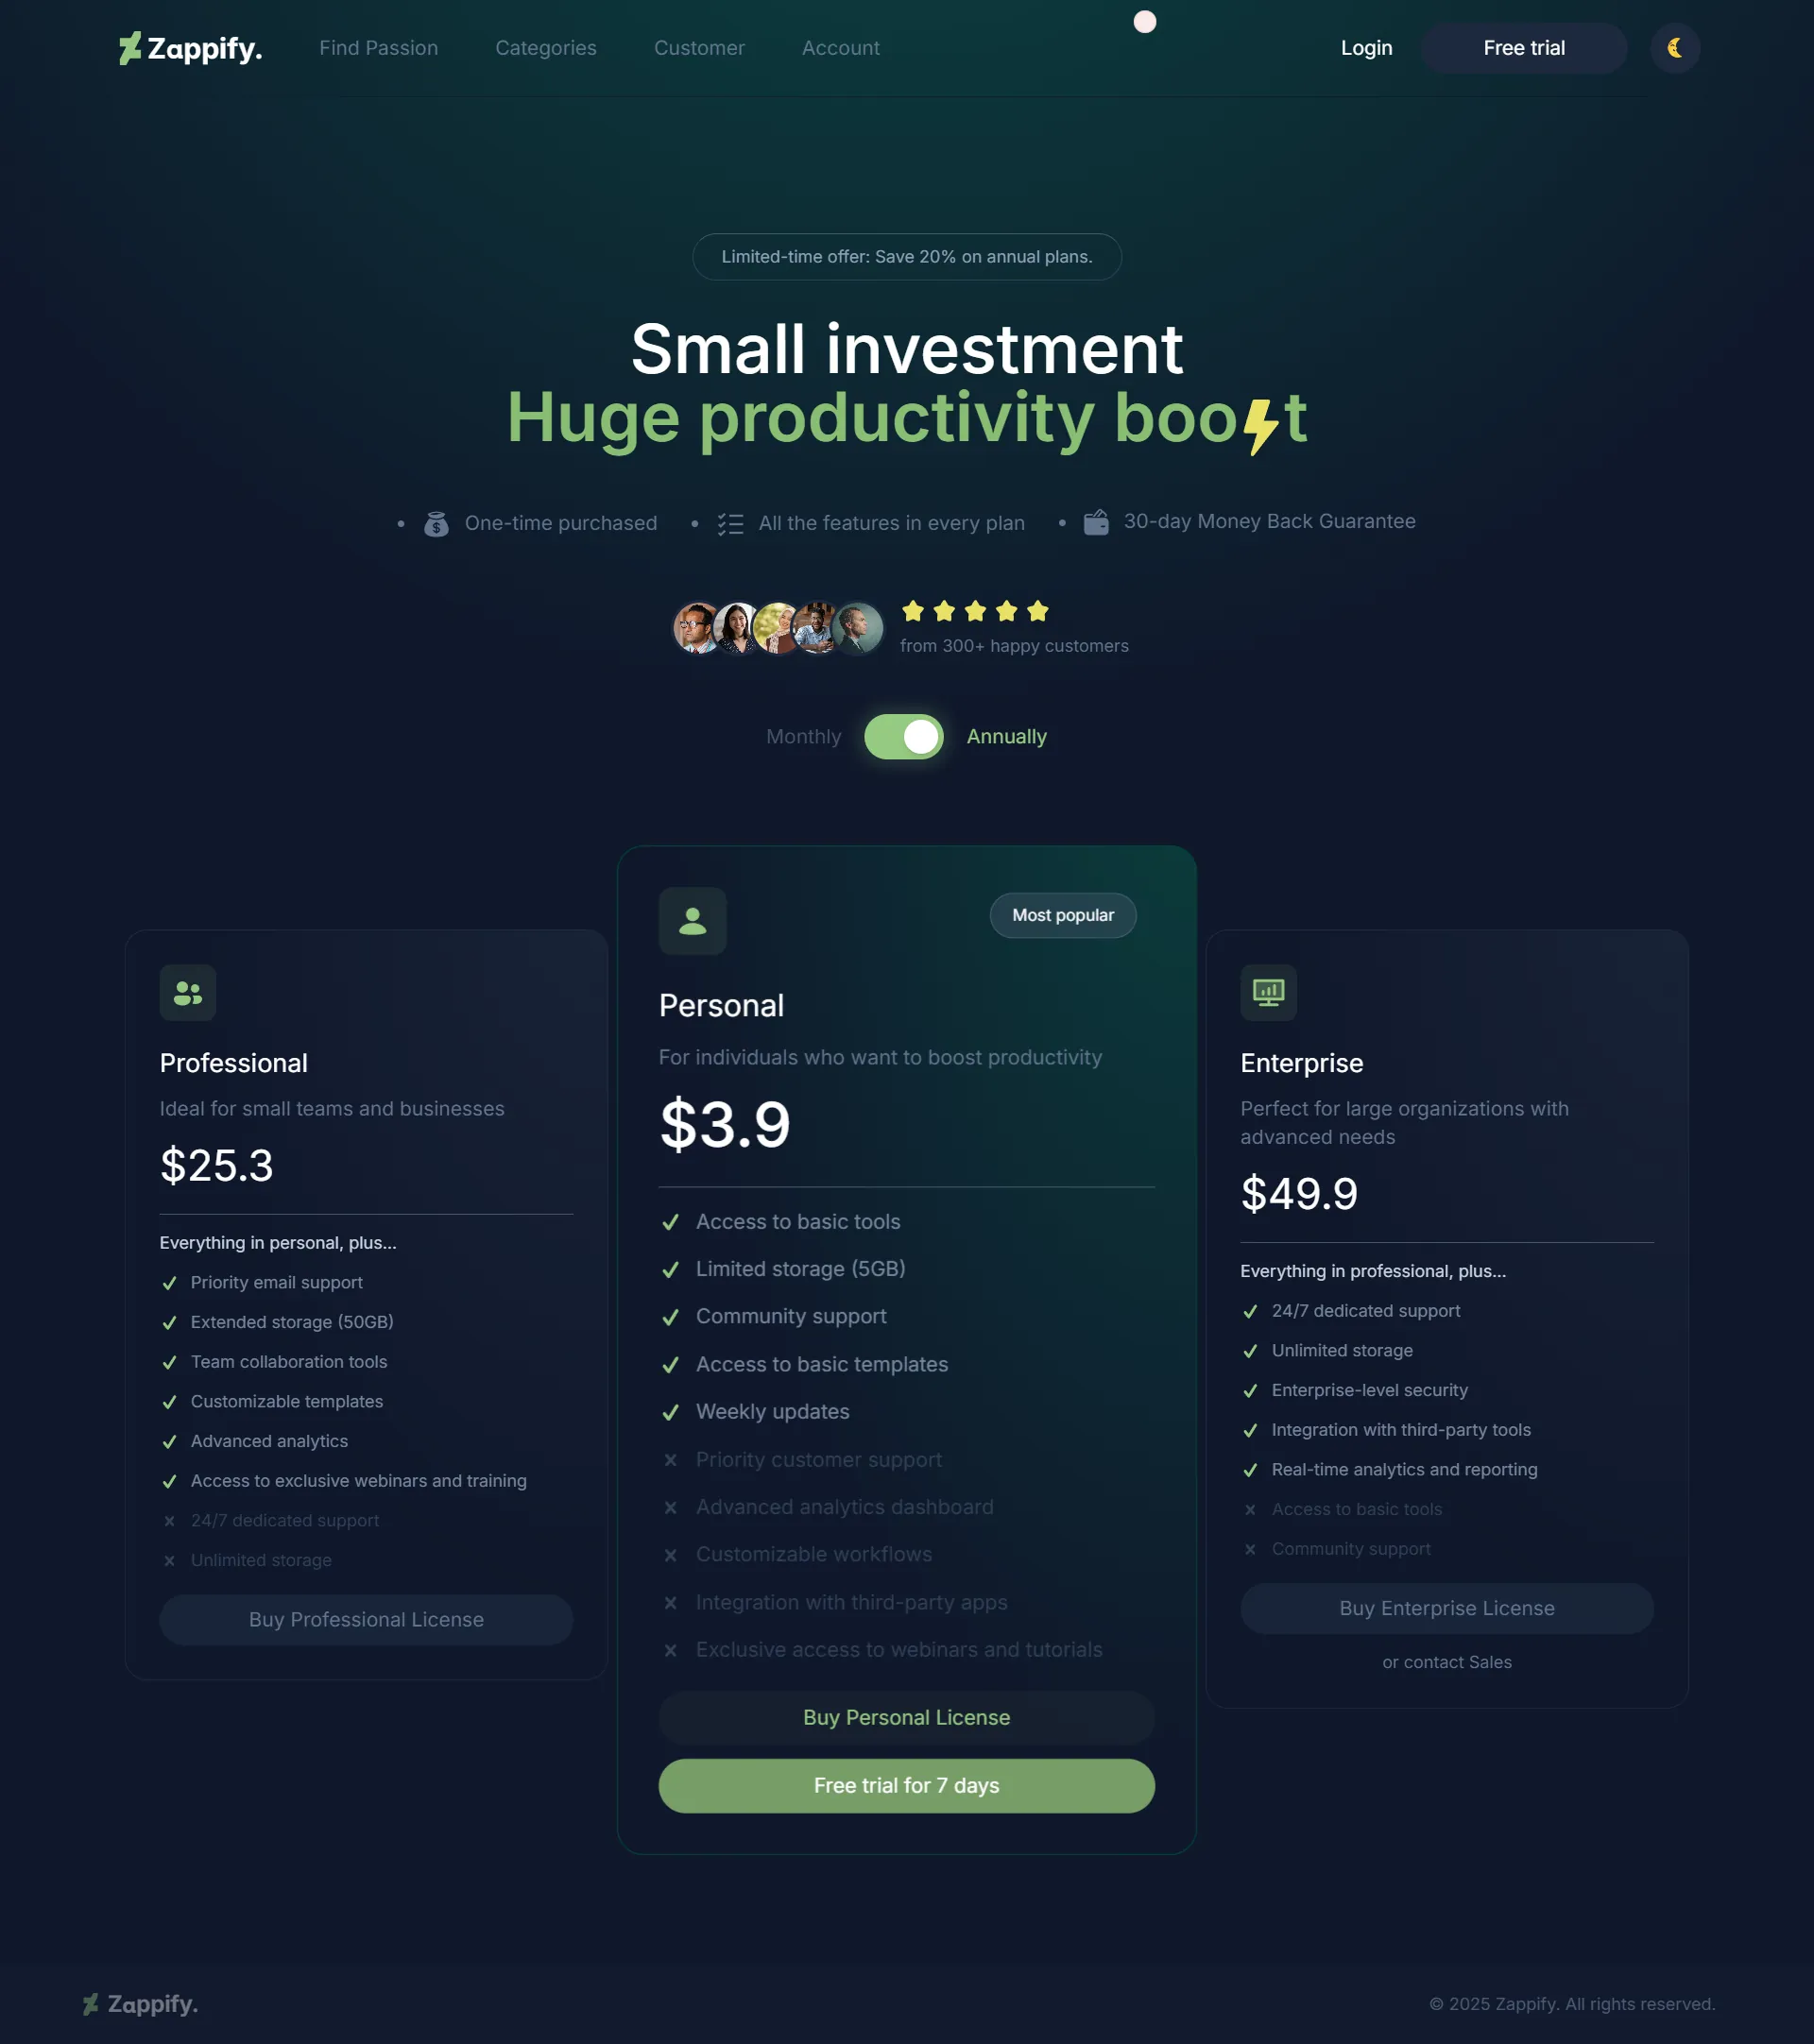 Zappify.
Find Passion
Categories
Customer
Account
Login
Free trial
Limited-time offer: Save 20% on annual plans.
Small investment
Huge productivity boo⚡t
• One-time purchased
• All the features in every plan
• 30-day Money Back Guarantee
from 300+ happy customers
Monthly
Annually
Professional
Ideal for small teams and businesses
$25.3
Everything in personal, plus...
Priority email support
Extended storage (50GB)
Team collaboration tools
Customizable templates
Advanced analytics
Access to exclusive webinars and training
24/7 dedicated support
Unlimited storage
Buy Professional License
Most popular
Personal
For individuals who want to boost productivity
$3.9
Access to basic tools
Limited storage (5GB)
Community support
Access to basic templates
Weekly updates
Priority customer support
Advanced analytics dashboard
Customizable workflows
Integration with third-party apps
Exclusive access to webinars and tutorials
Buy Personal License
Free trial for 7 days
Enterprise
Perfect for large organizations with
advanced needs
$49.9
Everything in professional, plus...
24/7 dedicated support
Unlimited storage
Enterprise-level security
Integration with third-party tools
Real-time analytics and reporting
Access to basic tools
Community support
Buy Enterprise License
or contact Sales
Zappify.
© 2025 Zappify. All rights reserved.